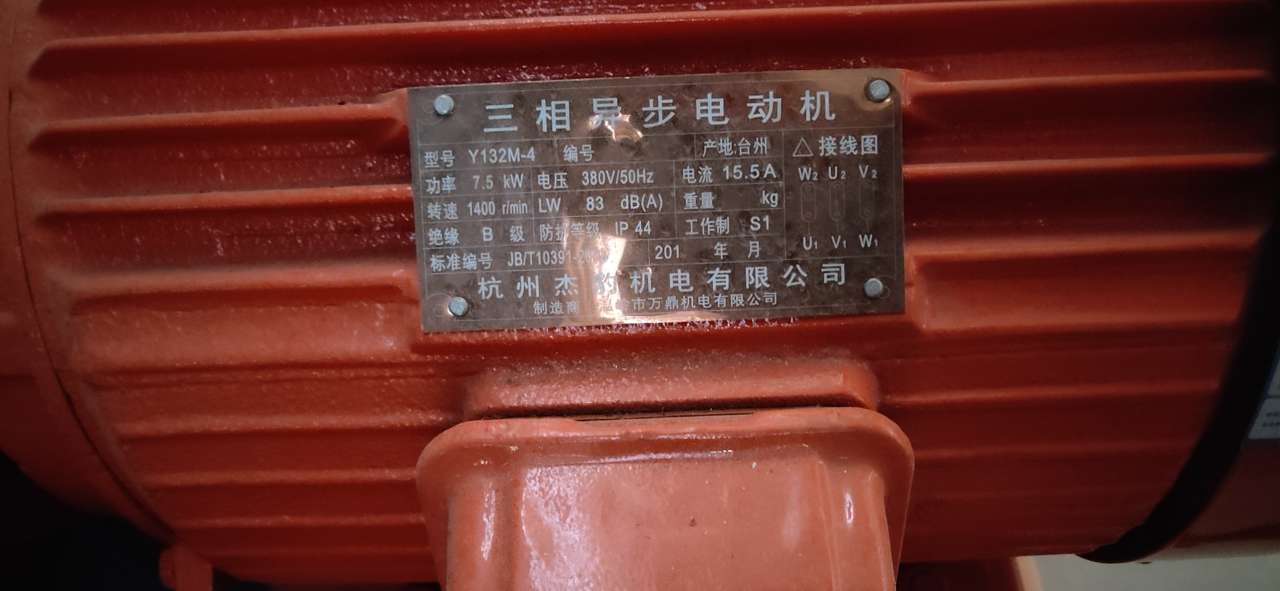 三相异步电动机
型号 Y132M-4 编号 产地:台州 △接线图
功率 7.5 kW 电压 380V/50Hz 电流 15.5A W2 U2 V2
转速 1400 r/min LW 83 dB(A) 重量 kg
绝缘 B 级 防护等级 IP 44 工作制 S1 U1 V1 W1
标准编号 JB/T10391- 201 年 月
杭州杰 机电有限公司
制造商 市万鼎机电有限公司